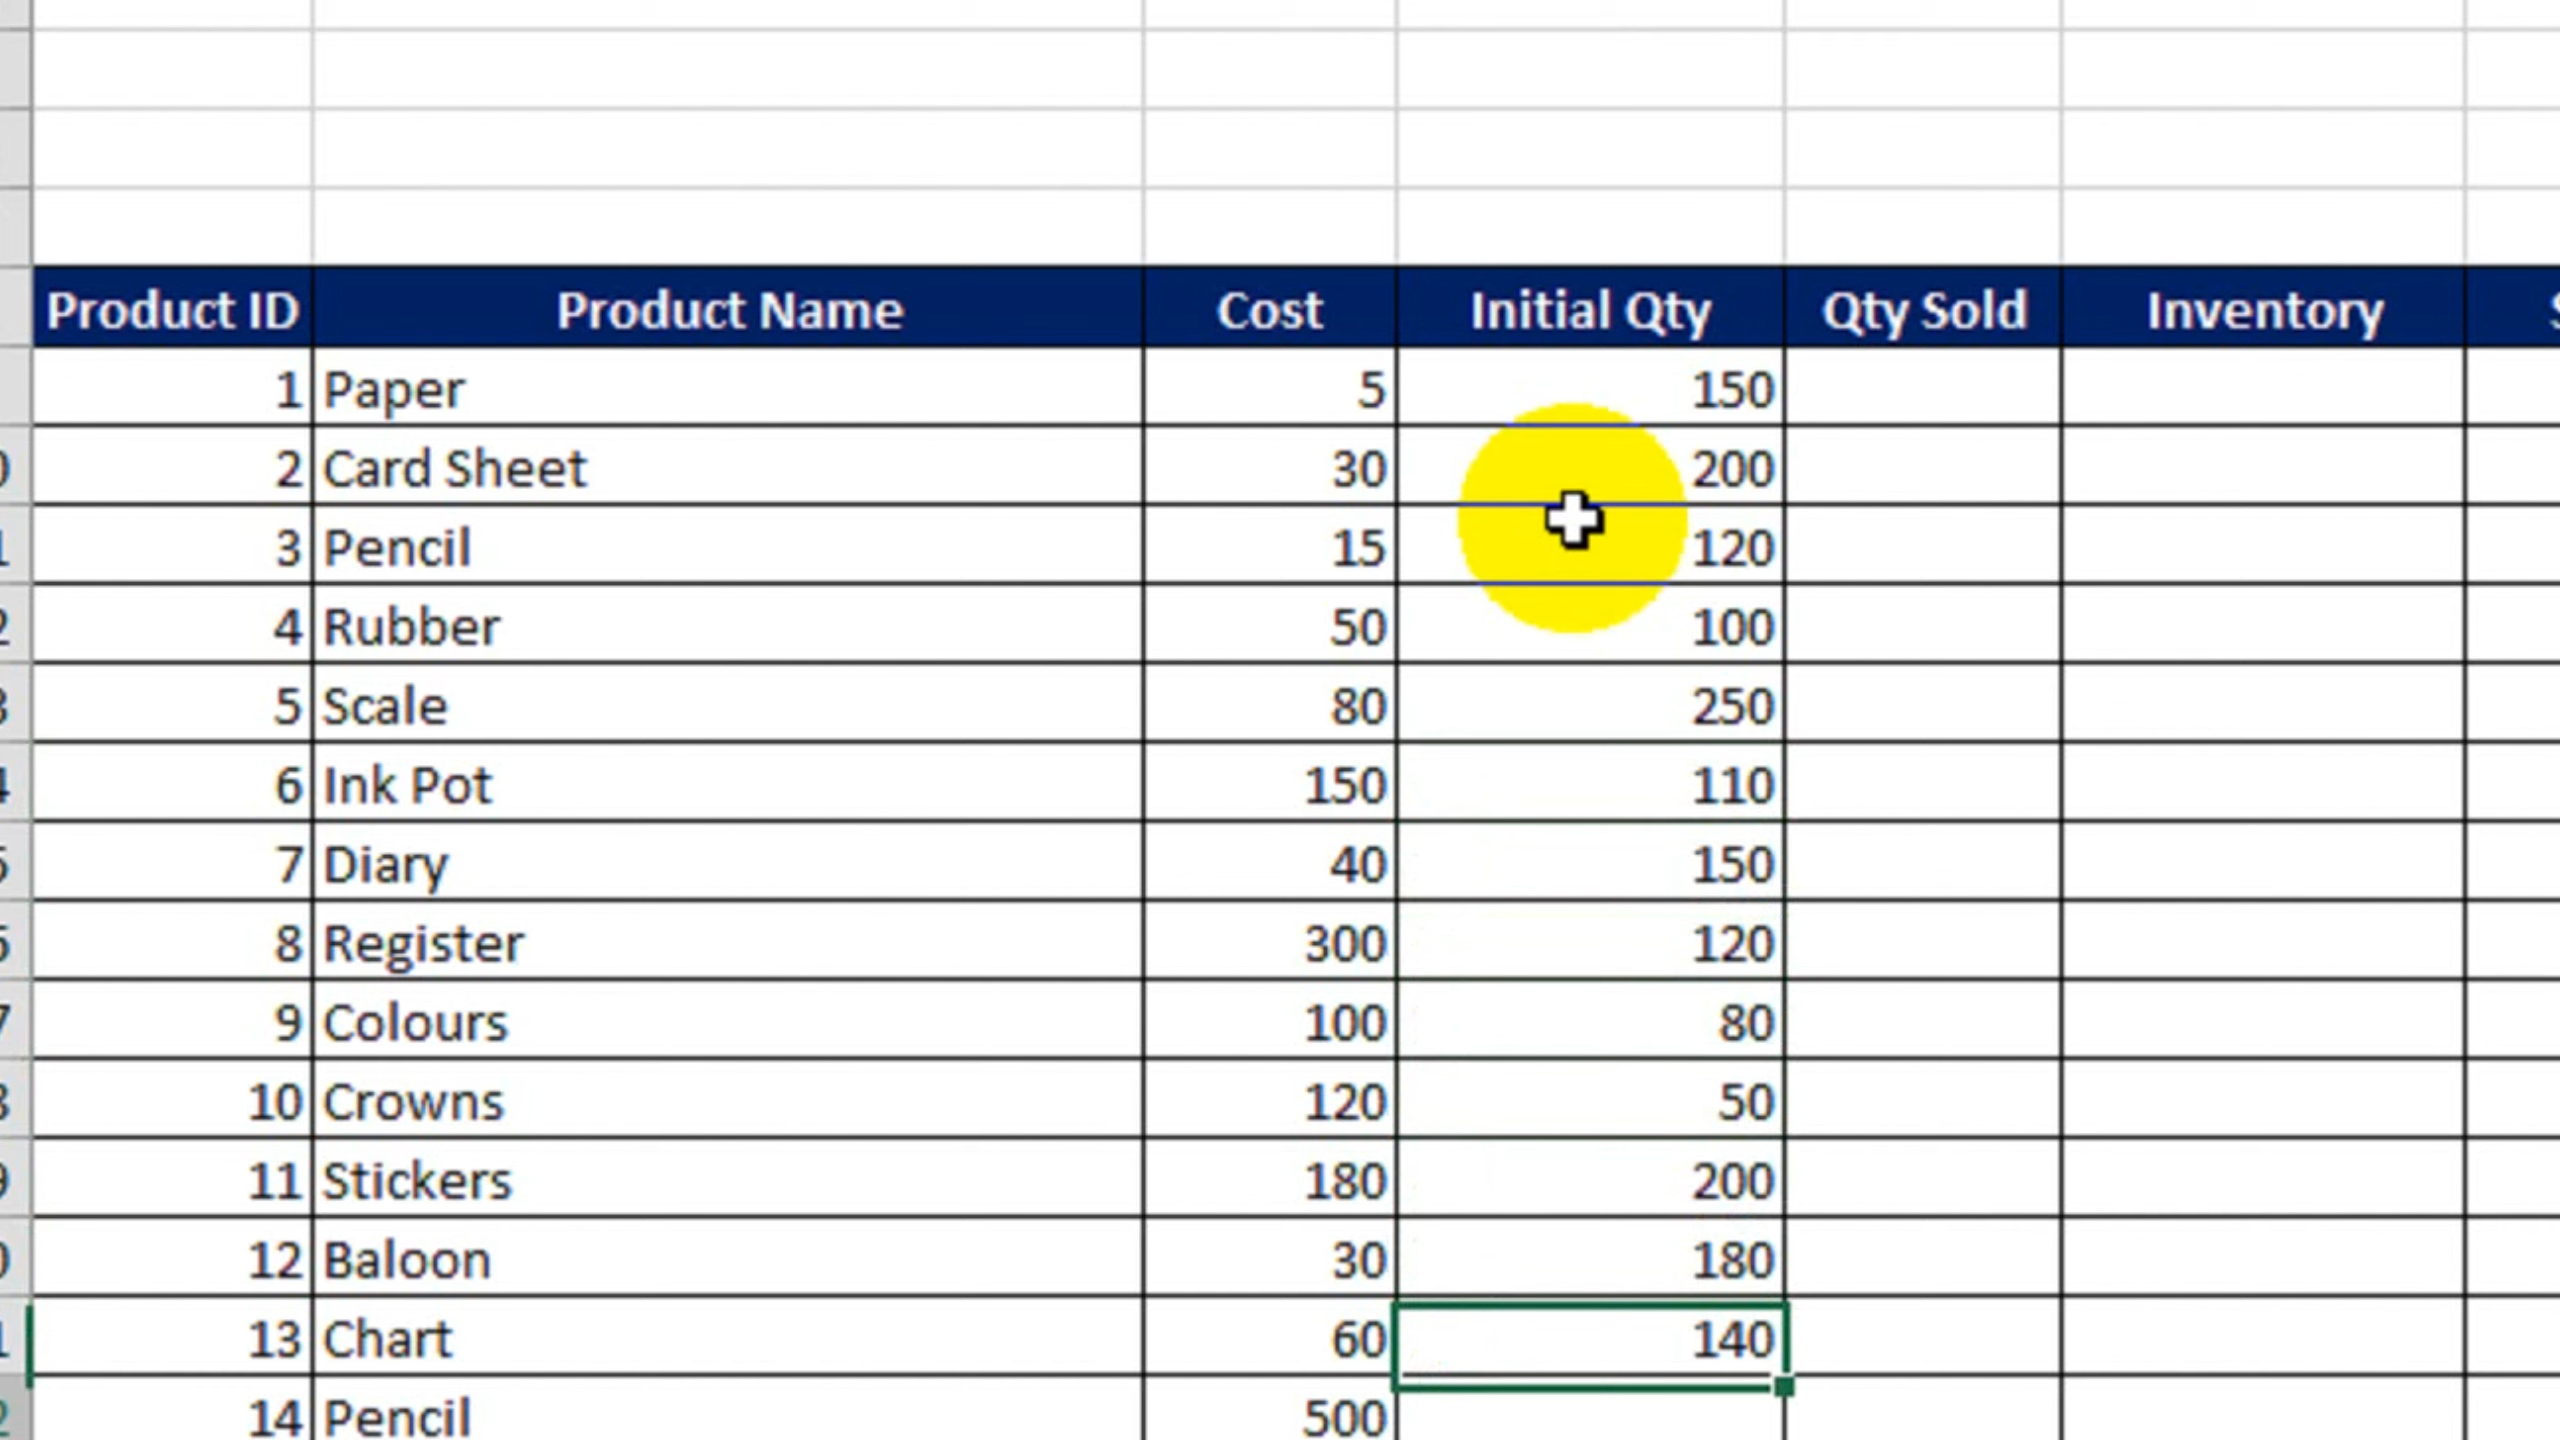 Product ID Product Name Cost Initial Qty Qty Sold Inventory
1 Paper 5 150
2 Card Sheet 30 200
3 Pencil 15 120
4 Rubber 50 100
5 Scale 80 250
6 Ink Pot 150 110
7 Diary 40 150
8 Register 300 120
9 Colours 100 80
10 Crowns 120 50
11 Stickers 180 200
12 Baloon 30 180
13 Chart 60 140
14 Pencil 500